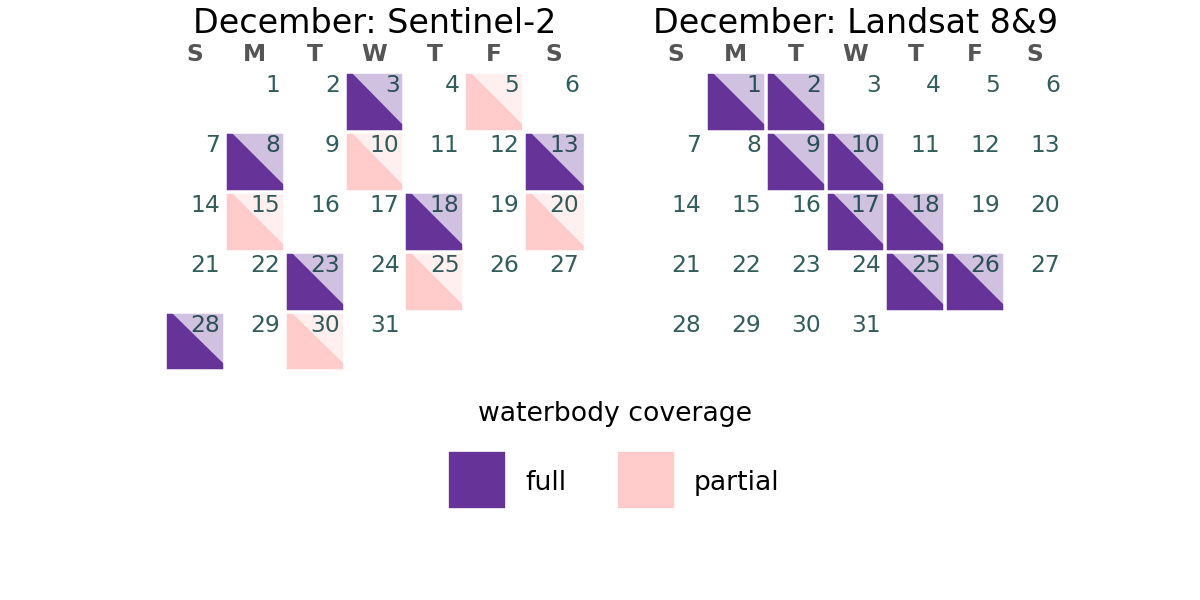 December: Sentinel-2
S M T W T F S
1 2 3 4 5 6
7 8 9 10 11 12 13
14 15 16 17 18 19 20
21 22 23 24 25 26 27
28 29 30 31
December: Landsat 8&9
S M T W T F S
1 2 3 4 5 6
7 8 9 10 11 12 13
14 15 16 17 18 19 20
21 22 23 24 25 26 27
28 29 30 31
waterbody coverage
full partial